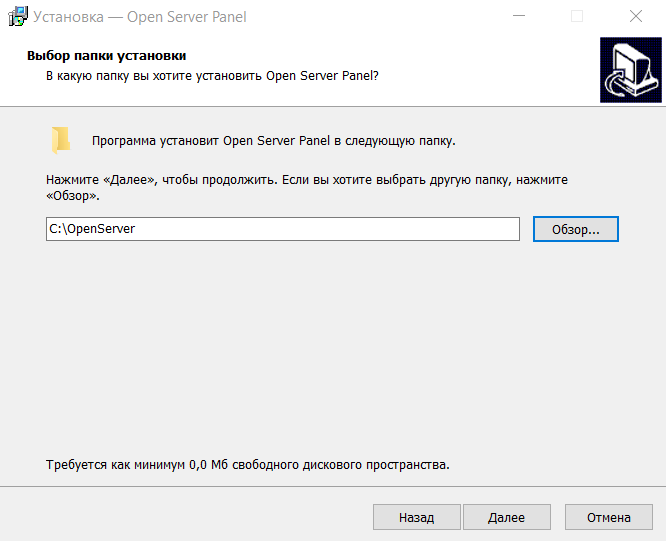 Установка — Open Server Panel
Выбор папки установки
В какую папку вы хотите установить Open Server Panel?
Программа установит Open Server Panel в следующую папку.
Нажмите «Далее», чтобы продолжить. Если вы хотите выбрать другую папку, нажмите
«Обзор».
C:\OpenServer
Обзор...
Требуется как минимум 0,0 Мб свободного дискового пространства.
Назад
Далее
Отмена